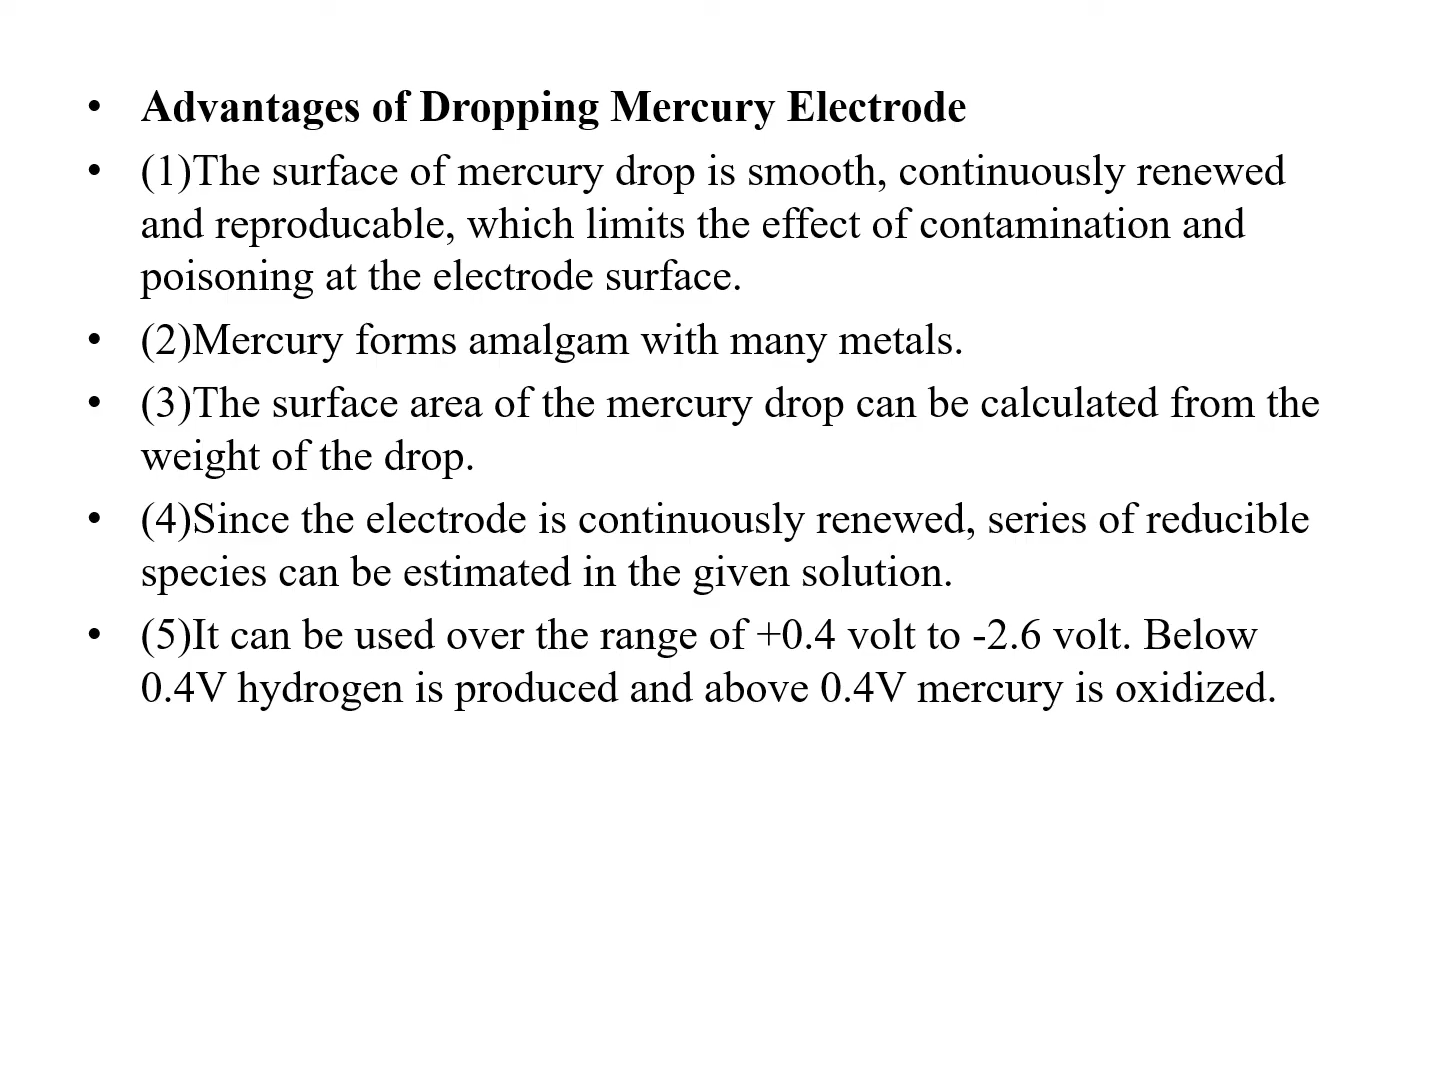 • Advantages of Dropping Mercury Electrode
• (1)The surface of mercury drop is smooth, continuously renewed
and reproducable, which limits the effect of contamination and
poisoning at the electrode surface.
• (2)Mercury forms amalgam with many metals.
• (3)The surface area of the mercury drop can be calculated from the
weight of the drop.
• (4)Since the electrode is continuously renewed, series of reducible
species can be estimated in the given solution.
• (5)It can be used over the range of +0.4 volt to -2.6 volt. Below
0.4V hydrogen is produced and above 0.4V mercury is oxidized.